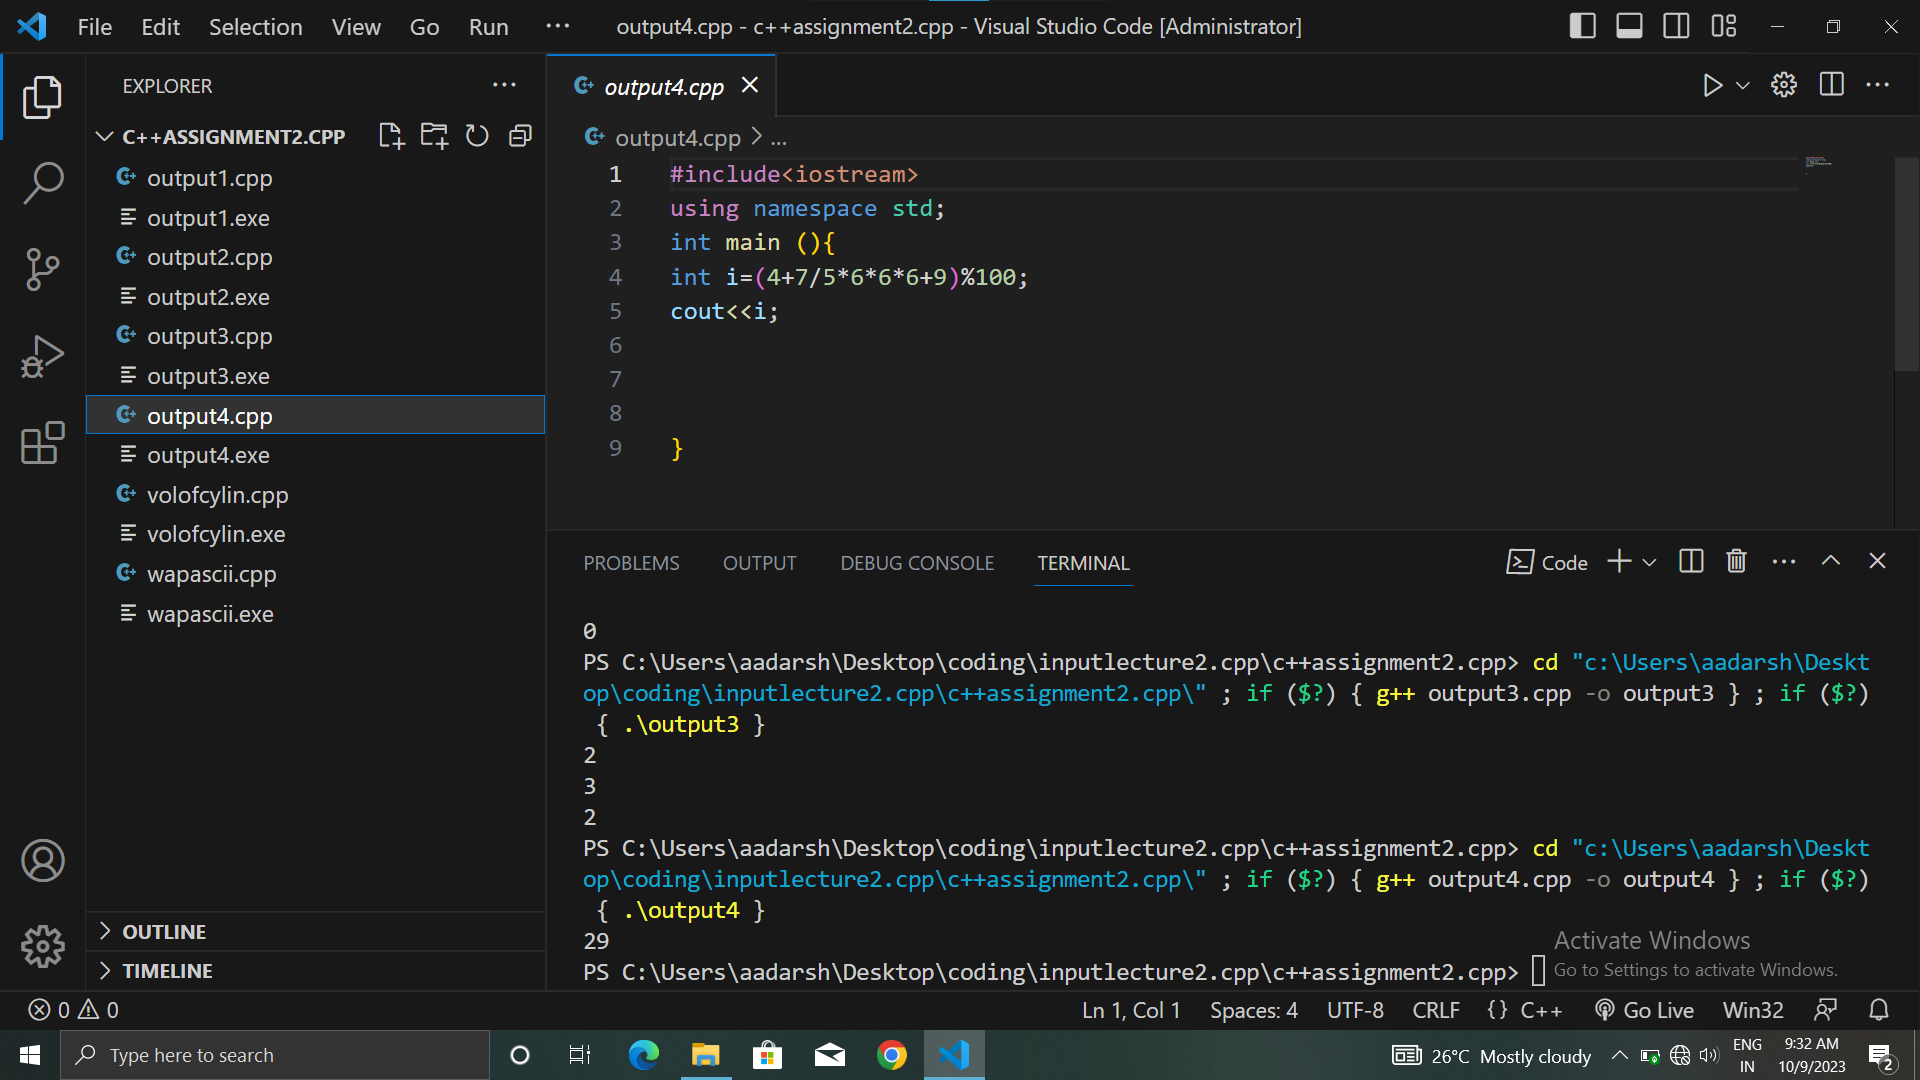 File Edit Selection View Go Run ··· output4.cpp - c++assignment2.cpp - Visual Studio Code [Administrator]
EXPLORER ···
C++ASSIGNMENT2.CPP
output1.cpp
output1.exe
output2.cpp
output2.exe
output3.cpp
output3.exe
output4.cpp
output4.exe
volofcylin.cpp
volofcylin.exe
wapascii.cpp
wapascii.exe
OUTLINE
TIMELINE
output4.cpp
output4.cpp > ...
1 #include<iostream>
2 using namespace std;
3 int main (){
4 int i=(4+7/5*6*6*6+9)%100;
5 cout<<i;
6
7
8
9 }
PROBLEMS OUTPUT DEBUG CONSOLE TERMINAL Code
0
PS C:\Users\aadarsh\Desktop\coding\inputlecture2.cpp\c++assignment2.cpp> cd "c:\Users\aadarsh\Deskt
op\coding\inputlecture2.cpp\c++assignment2.cpp\" ; if ($?) { g++ output3.cpp -o output3 } ; if ($?)
{ .\output3 }
2
3
2
PS C:\Users\aadarsh\Desktop\coding\inputlecture2.cpp\c++assignment2.cpp> cd "c:\Users\aadarsh\Deskt
op\coding\inputlecture2.cpp\c++assignment2.cpp\" ; if ($?) { g++ output4.cpp -o output4 } ; if ($?)
{ .\output4 }
29
PS C:\Users\aadarsh\Desktop\coding\inputlecture2.cpp\c++assignment2.cpp>
Activate Windows
Go to Settings to activate Windows.
0 0 Ln 1, Col 1 Spaces: 4 UTF-8 CRLF {} C++ Go Live Win32
Type here to search
26°C Mostly cloudy
ENG
IN
9:32 AM
10/9/2023
2